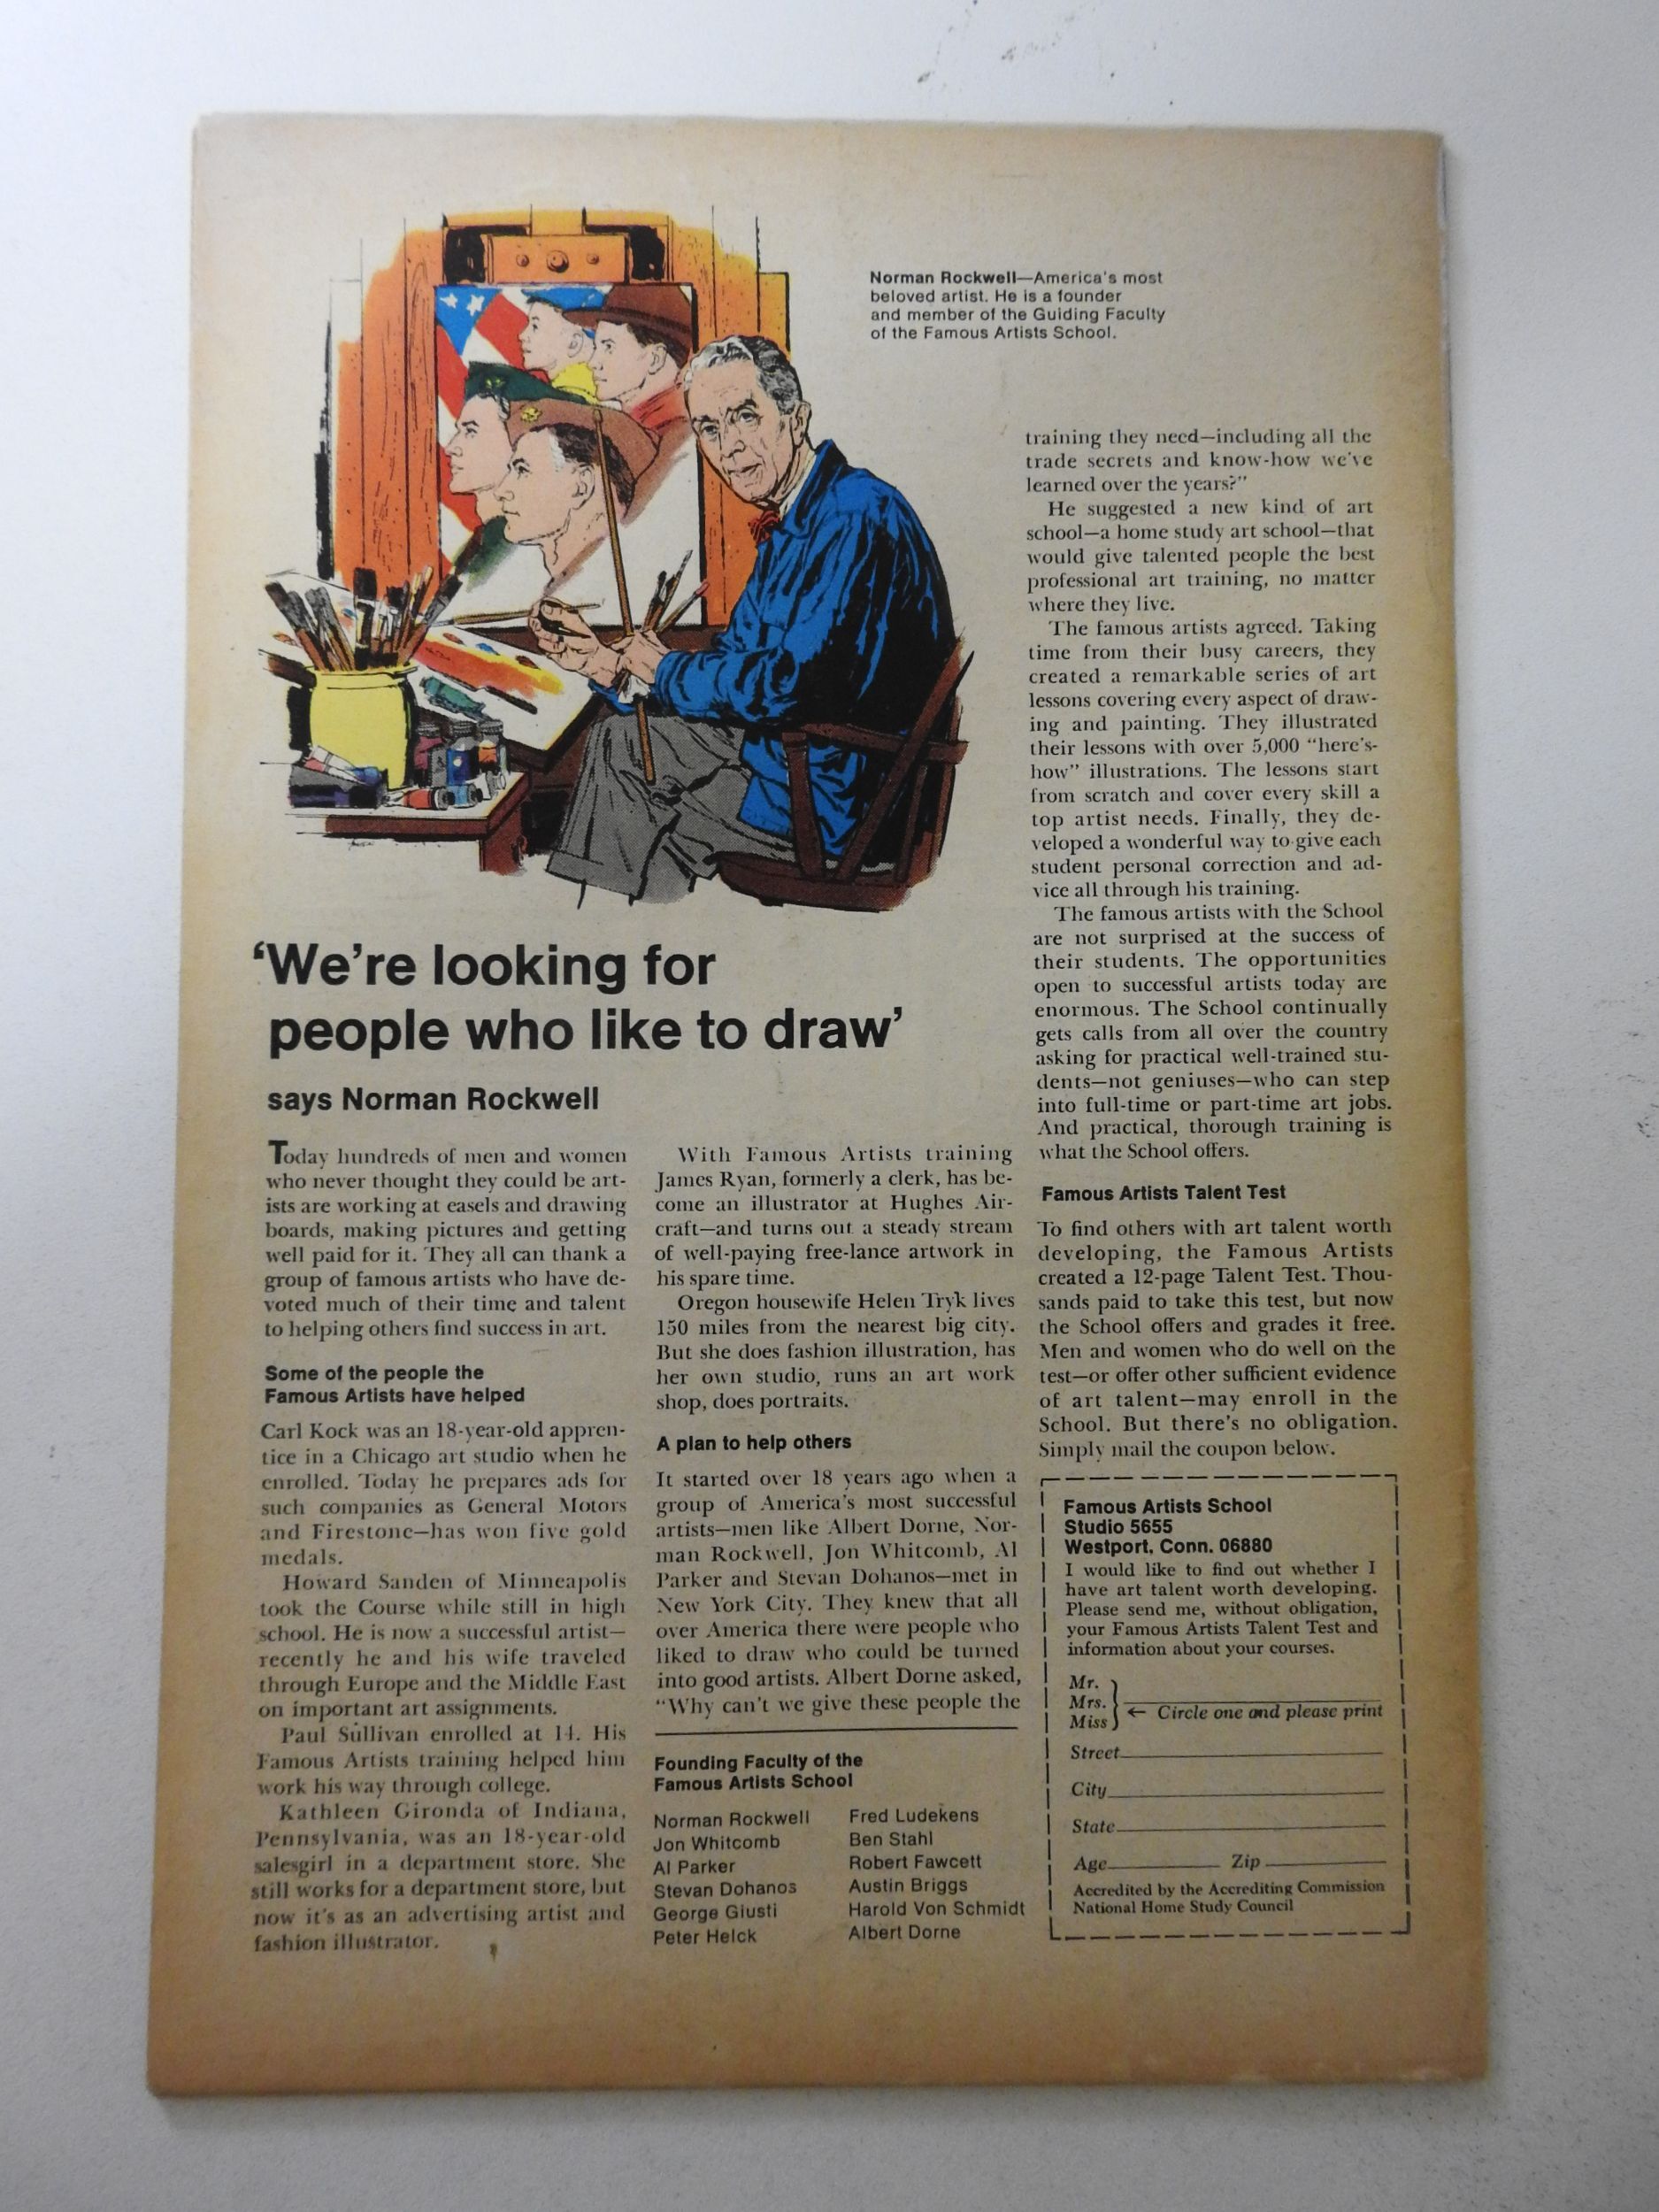 Norman Rockwell—America's most
beloved artist. He is a founder
and member of the Guiding Faculty
of the Famous Artists School.
'We're looking for
people who like to draw'
says Norman Rockwell
Today hundreds of men and women
who never thought they could be art-
ists are working at easels and drawing
boards, making pictures and getting
well paid for it. They all can thank a
group of famous artists who have de-
voted much of their time and talent
to helping others find success in art.
Some of the people the
Famous Artists have helped
Carl Kock was an 18-year-old appren-
tice in a Chicago art studio when he
enrolled. Today he prepares ads for
such companies as General Motors
and Firestone—has won five gold
medals.
Howard Sanden of Minneapolis
took the Course while still in high
school. He is now a successful artist—
recently he and his wife traveled
through Europe and the Middle East
on important art assignments.
Paul Sullivan enrolled at 14. His
Famous Artists training helped him
work his way through college.
Kathleen Gironda of Indiana,
Pennsylvania, was an 18-year-old
salesgirl in a department store. She
still works for a department store, but
now it's as an advertising artist and
fashion illustrator.
With Famous Artists training
James Ryan, formerly a clerk, has be-
come an illustrator at Hughes Air-
craft—and turns out a steady stream
of well-paying free-lance artwork in
his spare time.
Oregon housewife Helen Tryk lives
150 miles from the nearest big city.
But she does fashion illustration, has
her own studio, runs an art work
shop, does portraits.
A plan to help others
It started over 18 years ago when a
group of America's most successful
artists—men like Albert Dorne, Nor-
man Rockwell, Jon Whitcomb, Al
Parker and Stevan Dohanos—met in
New York City. They knew that all
over America there were people who
liked to draw who could be turned
into good artists. Albert Dorne asked,
"Why can't we give these people the
Founding Faculty of the
Famous Artists School
Norman Rockwell
Jon Whitcomb
Al Parker
Stevan Dohanos
George Giusti
Peter Helck
Fred Ludekens
Ben Stahl
Robert Fawcett
Austin Briggs
Harold Von Schmidt
Albert Dorne
training they need—including all the
trade secrets and know-how we've
learned over the years?"
He suggested a new kind of art
school—a home study art school—that
would give talented people the best
professional art training, no matter
where they live.
The famous artists agreed. Taking
time from their busy careers, they
created a remarkable series of art
lessons covering every aspect of draw-
ing and painting. They illustrated
their lessons with over 5,000 "here's-
how" illustrations. The lessons start
from scratch and cover every skill a
top artist needs. Finally, they de-
veloped a wonderful way to give each
student personal correction and ad-
vice all through his training.
The famous artists with the School
are not surprised at the success of
their students. The opportunities
open to successful artists today are
enormous. The School continually
gets calls from all over the country
asking for practical well-trained stu-
dents—not geniuses—who can step
into full-time or part-time art jobs.
And practical, thorough training is
what the School offers.
Famous Artists Talent Test
To find others with art talent worth
developing, the Famous Artists
created a 12-page Talent Test. Thou-
sands paid to take this test, but now
the School offers and grades it free.
Men and women who do well on the
test—or offer other sufficient evidence
of art talent—may enroll in the
School. But there's no obligation.
Simply mail the coupon below.
Famous Artists School
Studio 5655
Westport, Conn. 06880
I would like to find out whether I
have art talent worth developing.
Please send me, without obligation,
your Famous Artists Talent Test and
information about your courses.
Mr.
Mrs.
Miss
← Circle one and please print
Street
City
State
Age Zip
Accredited by the Accrediting Commission
National Home Study Council